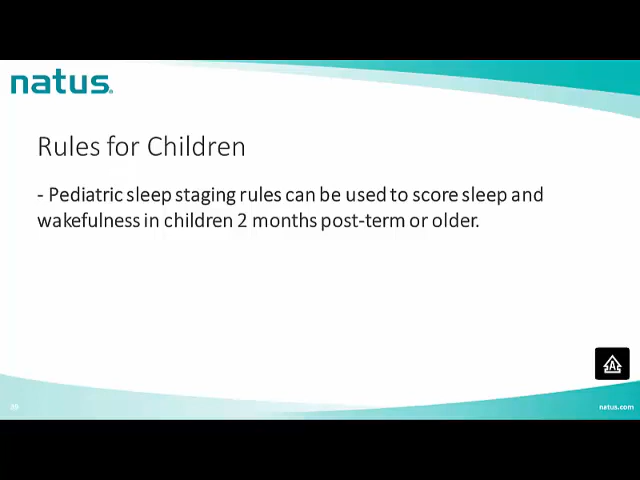 natus
Rules for Children
- Pediatric sleep staging rules can be used to score sleep and
wakefulness in children 2 months post-term or older.
A
39
natus.com